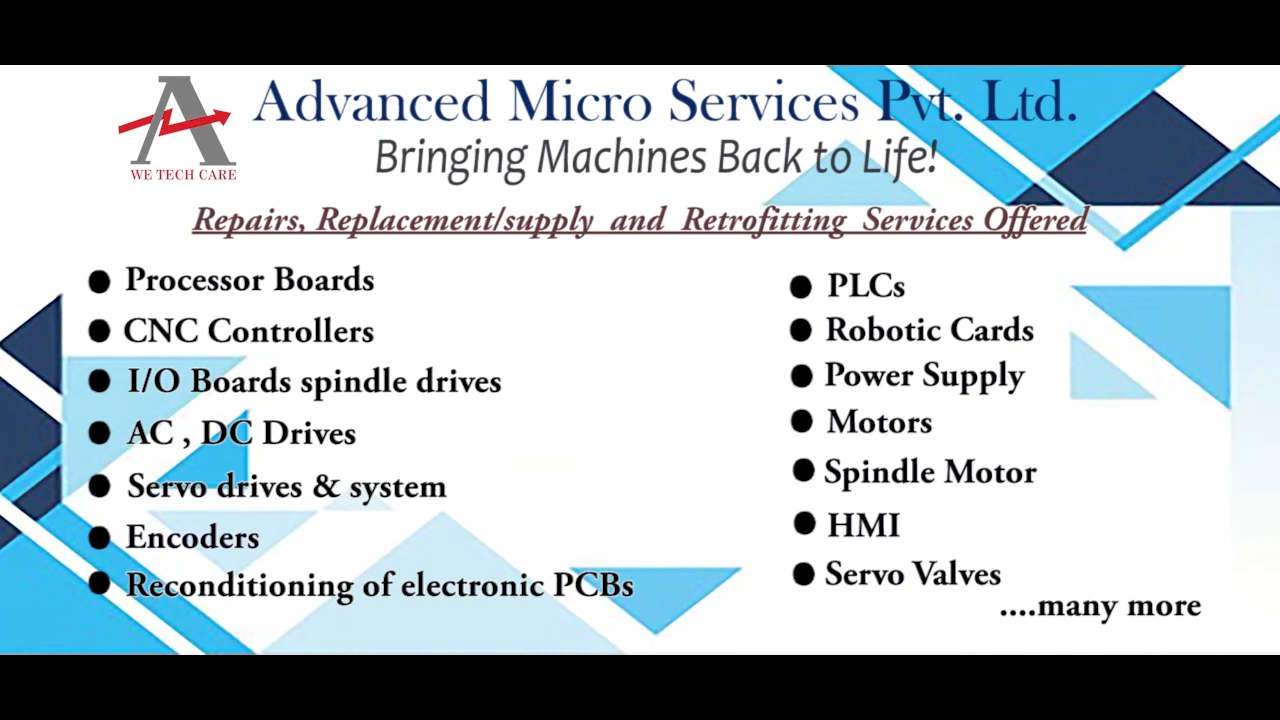 Advanced Micro Services Pvt. Ltd.
WE TECH CARE
Bringing Machines Back to Life!
Repairs, Replacement/supply and Retrofitting Services Offered
Processor Boards
CNC Controllers
I/O Boards spindle drives
AC , DC Drives
Servo drives & system
Encoders
Reconditioning of electronic PCBs
PLCs
Robotic Cards
Power Supply
Motors
Spindle Motor
HMI
Servo Valves
....many more